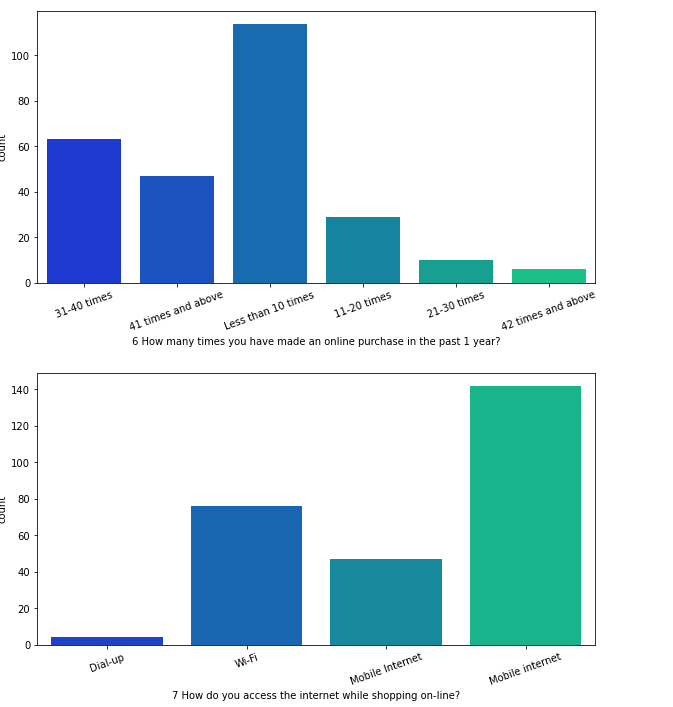 100
80
60
40
20
0
count
31-40 times
41 times and above
Less than 10 times
11-20 times
21-30 times
42 times and above
6 How many times you have made an online purchase in the past 1 year?
140
120
100
80
60
40
20
0
count
Dial-up
Wi-Fi
Mobile Internet
Mobile internet
7 How do you access the internet while shopping on-line?